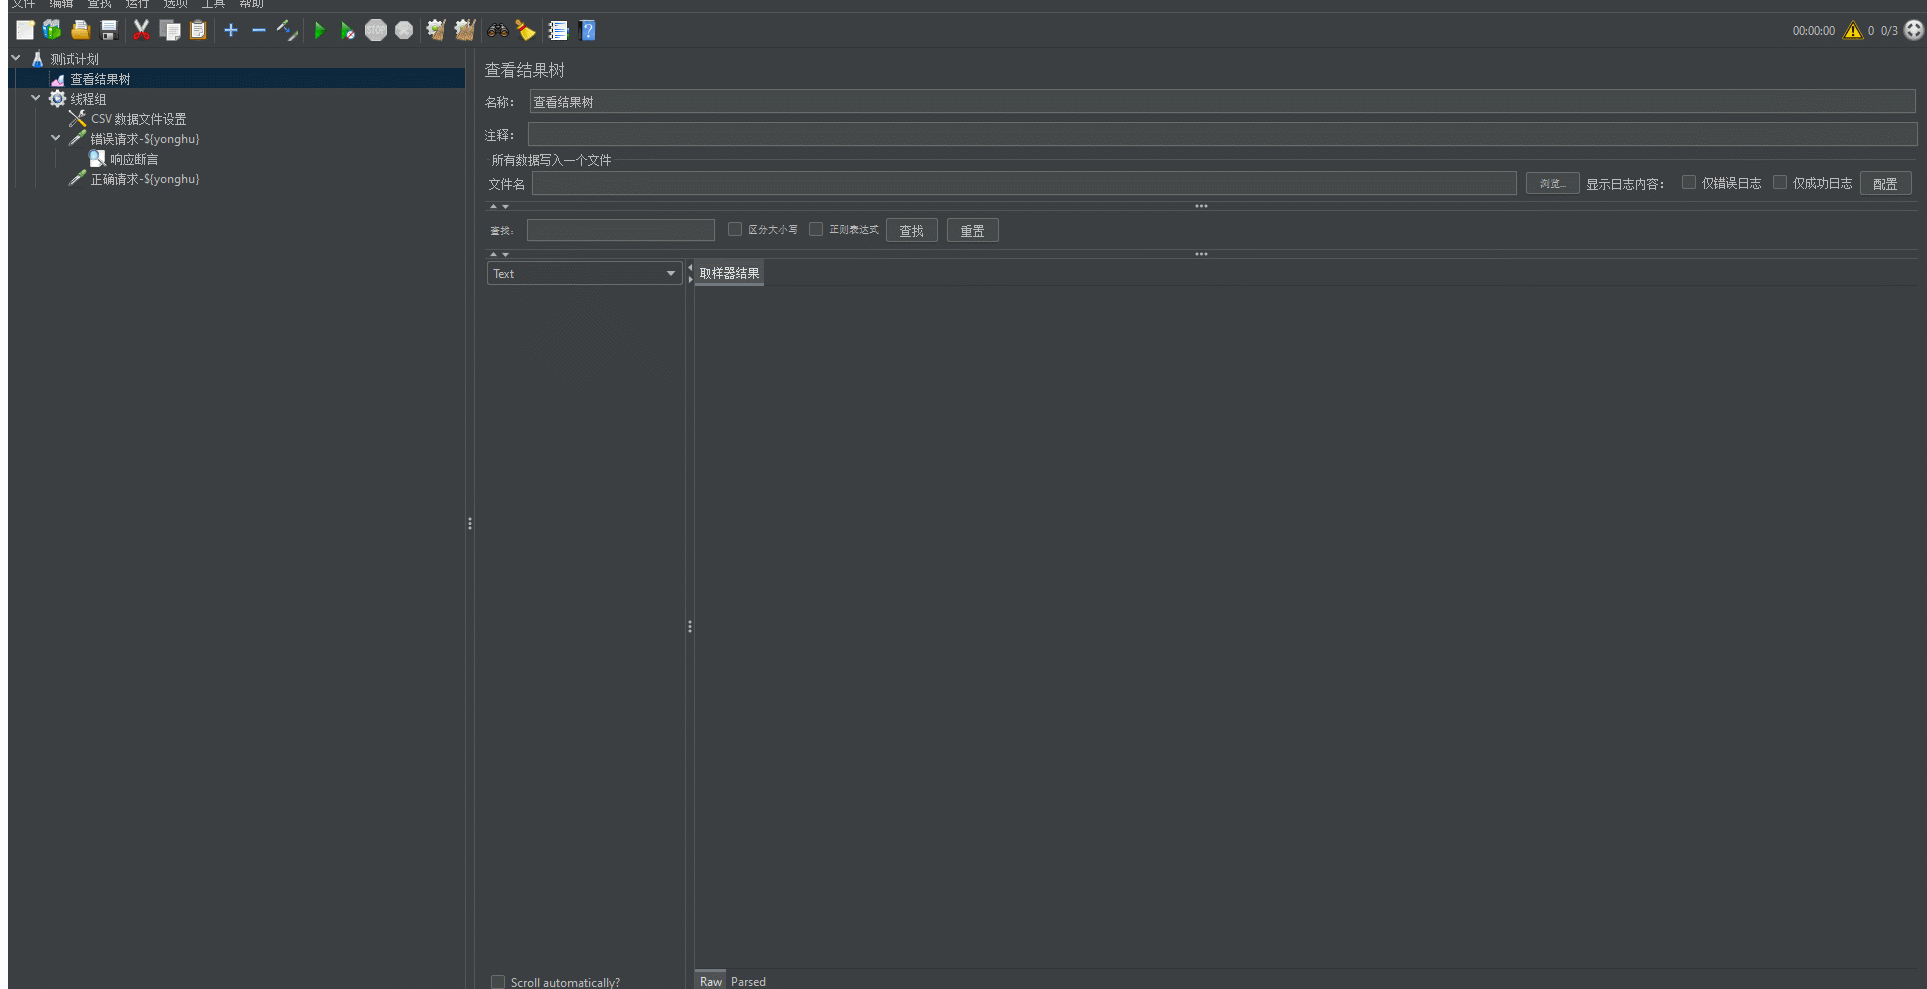 文件 编辑 查找 运行 选项 工具 帮助
STOP
00:00:00 0 0/3
测试计划
查看结果树
线程组
CSV 数据文件设置
错误请求-${yonghu}
响应断言
正确请求-${yonghu}
查看结果树
名称： 查看结果树
注释：
所有数据写入一个文件
文件名 浏览... 显示日志内容： 仅错误日志 仅成功日志 配置
查找： 区分大小写 正则表达式 查找 重置
Text 取样器结果
Scroll automatically? Raw Parsed